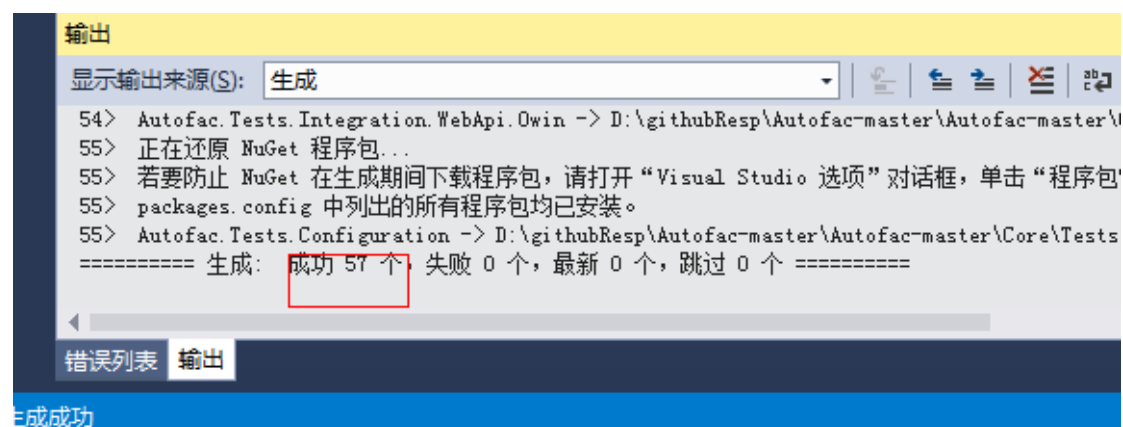 输出
显示输出来源(S): 生成
54> Autofac.Tests.Integration.WebApi.Owin -> D:\githubResp\Autofac-master\Autofac-master\
55> 正在还原 NuGet 程序包...
55> 若要防止 NuGet 在生成期间下载程序包，请打开“Visual Studio 选项”对话框，单击“程序包
55> packages.config 中列出的所有程序包均已安装。
55> Autofac.Tests.Configuration -> D:\githubResp\Autofac-master\Autofac-master\Core\Tests
========== 生成: 成功 57 个，失败 0 个，最新 0 个，跳过 0 个 ==========
错误列表 输出
生成成功